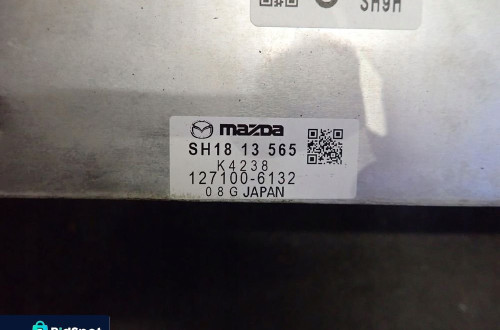 SH9H
mazda
SH18 13 565
K4238
127100-6132
08G JAPAN
BidSpot